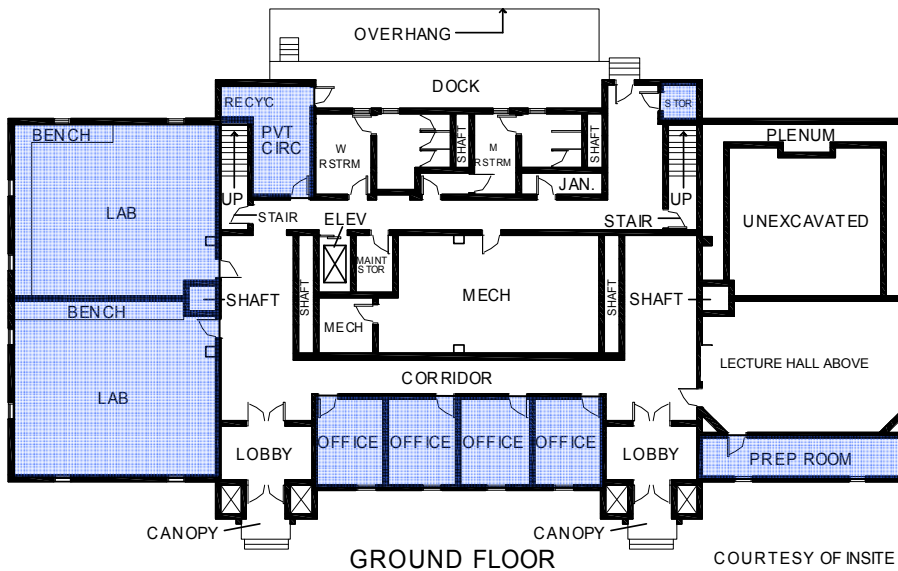 OVERHANG
DOCK
RECYC
STOR
BENCH
PVT
CIRC
W
RSTRM
SHAFT
M
RSTRM
SHAFT
PLENUM
UP
JAN.
UP
LAB
STAIR
ELEV
STAIR
UNEXCAVATED
MAINT
STOR
SHAFT
SHAFT
MECH
SHAFT
SHAFT
BENCH
MECH
LECTURE HALL ABOVE
CORRIDOR
LAB
OFFICE
OFFICE
OFFICE
OFFICE
LOBBY
LOBBY
PREP ROOM
CANOPY
CANOPY
GROUND FLOOR
COURTESY OF INSITE